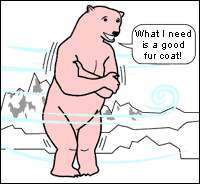 What I need
is a good
fur coat!